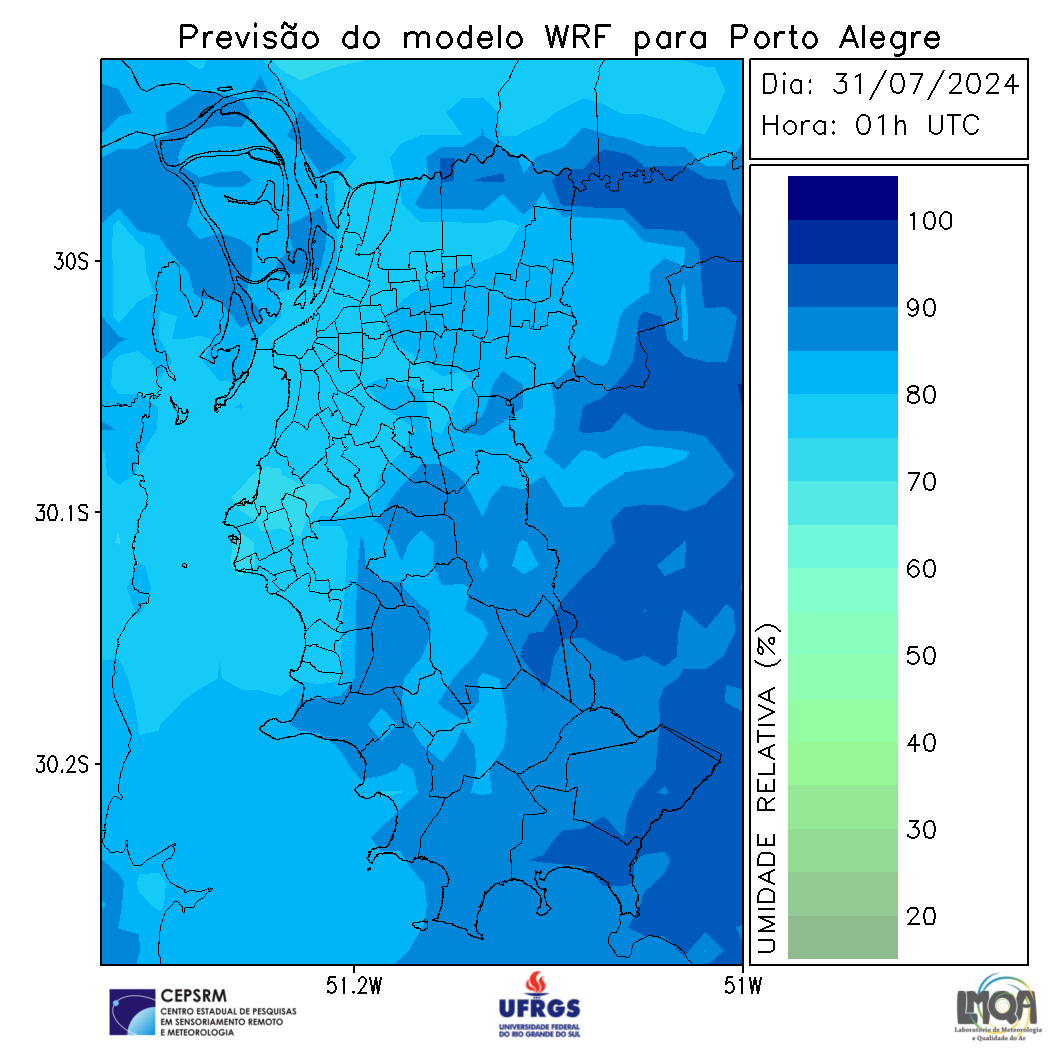 Previsão do modelo WRF para Porto Alegre
Dia: 31/07/2024
Hora: 01h UTC
30S
30.1S
30.2S
51.2W
51W
100
90
80
70
60
50
40
30
20
UMIDADE RELATIVA (%)
CEPSRM
CENTRO ESTADUAL DE PESQUISAS
EM SENSORIAMENTO REMOTO
E METEOROLOGIA
UFRGS
UNIVERSIDADE FEDERAL
DO RIO GRANDE DO SUL
LMQA
Laboratório de Meteorologia
e Qualidade do Ar